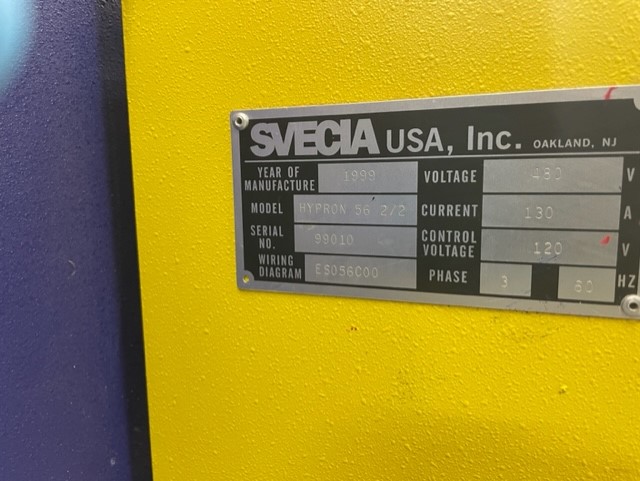 SVECIA USA, Inc. OAKLAND, NJ
YEAR OF MANUFACTURE 1999 VOLTAGE 480 V
MODEL HYPRON 56 2/2 CURRENT 130 A
SERIAL NO. 99010 CONTROL VOLTAGE 120 V
WIRING DIAGRAM ES056C00 PHASE 3 60 HZ